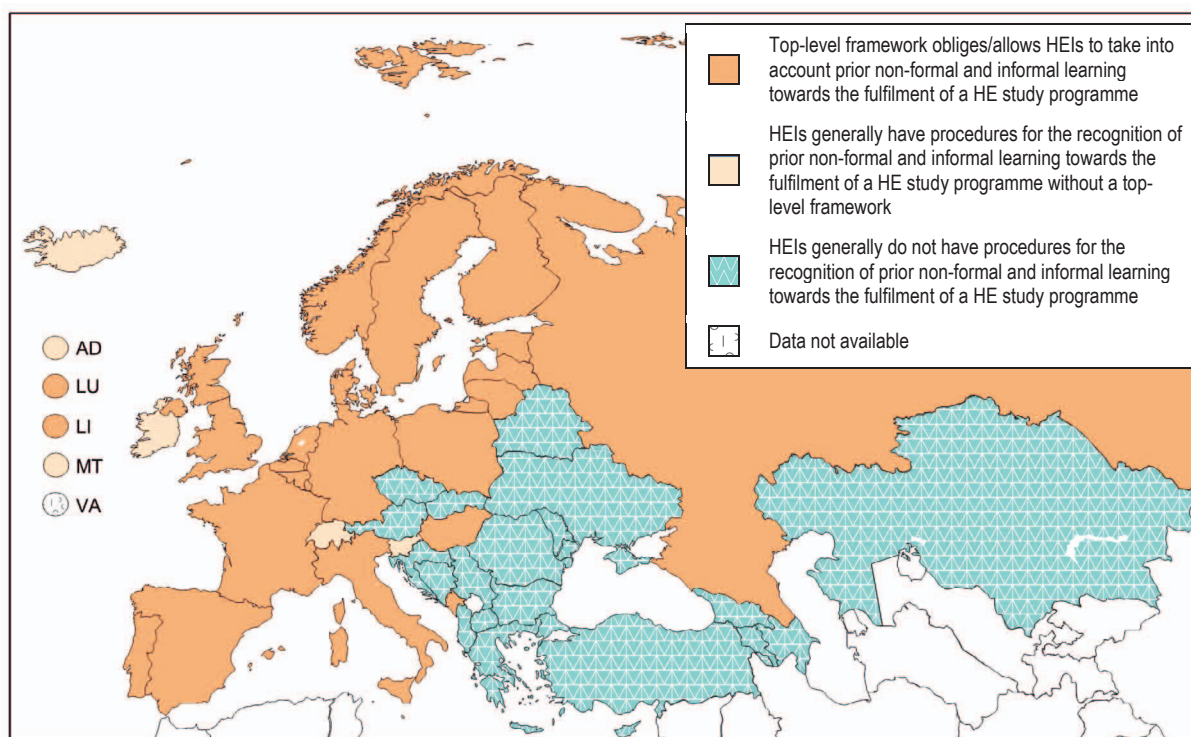 Top-level framework obliges/allows HEIs to take into
account prior non-formal and informal learning
towards the fulfilment of a HE study programme
HEIs generally have procedures for the recognition of
prior non-formal and informal learning towards the
fulfilment of a HE study programme without a top-
level framework
HEIs generally do not have procedures for the
recognition of prior non-formal and informal learning
towards the fulfilment of a HE study programme
Data not available
AD
LU
LI
MT
VA